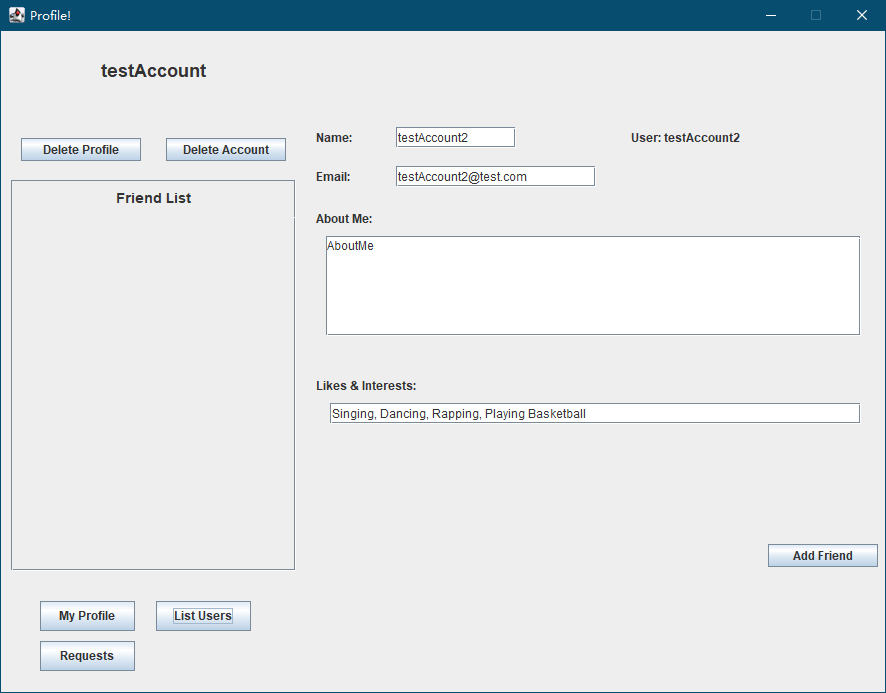 Profile!
testAccount
Delete Profile
Delete Account
Friend List
Name:
testAccount2
User: testAccount2
Email:
testAccount2@test.com
About Me:
AboutMe
Likes & Interests:
Singing, Dancing, Rapping, Playing Basketball
Add Friend
My Profile
List Users
Requests